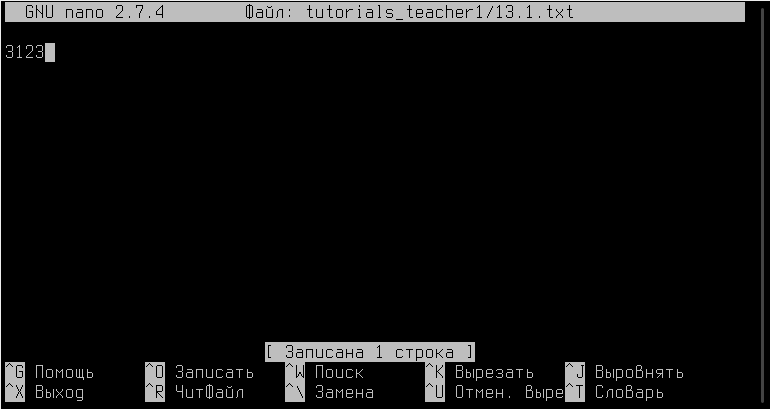 GNU nano 2.7.4 Файл: tutorials_teacher1/13.1.txt
3123
[ Записана 1 строка ]
^G Помощь ^O Записать ^W Поиск ^K Вырезать ^J Выровнять
^X Выход ^R ЧитФайл ^\ Замена ^U Отмен. выре^T Словарь